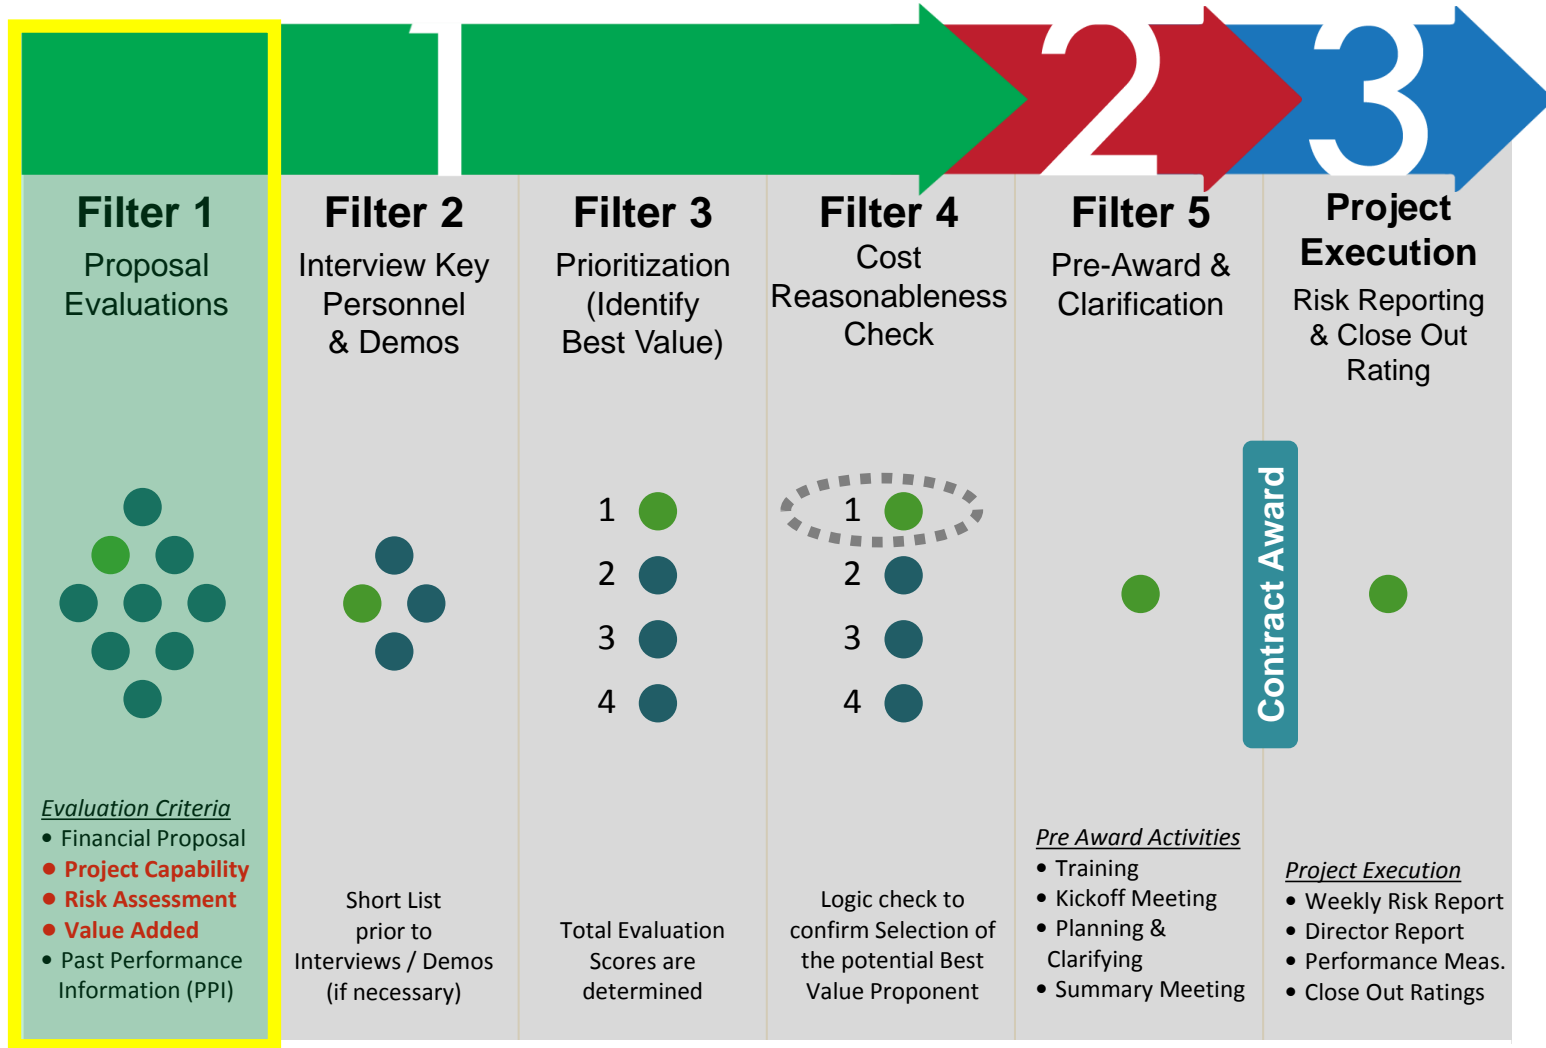 1
2
3
Filter 1
Proposal
Evaluations
Evaluation Criteria
• Financial Proposal
• Project Capability
• Risk Assessment
• Value Added
• Past Performance
Information (PPI)
Filter 2
Interview Key
Personnel
& Demos
Short List
prior to
Interviews / Demos
(if necessary)
Filter 3
Prioritization
(Identify
Best Value)
1
2
3
4
Total Evaluation
Scores are
determined
Filter 4
Cost
Reasonableness
Check
1
2
3
4
Logic check to
confirm Selection of
the potential Best
Value Proponent
Filter 5
Pre-Award &
Clarification
Pre Award Activities
• Training
• Kickoff Meeting
• Planning &
Clarifying
• Summary Meeting
Contract Award
Project
Execution
Risk Reporting
& Close Out
Rating
Project Execution
• Weekly Risk Report
• Director Report
• Performance Meas.
• Close Out Ratings